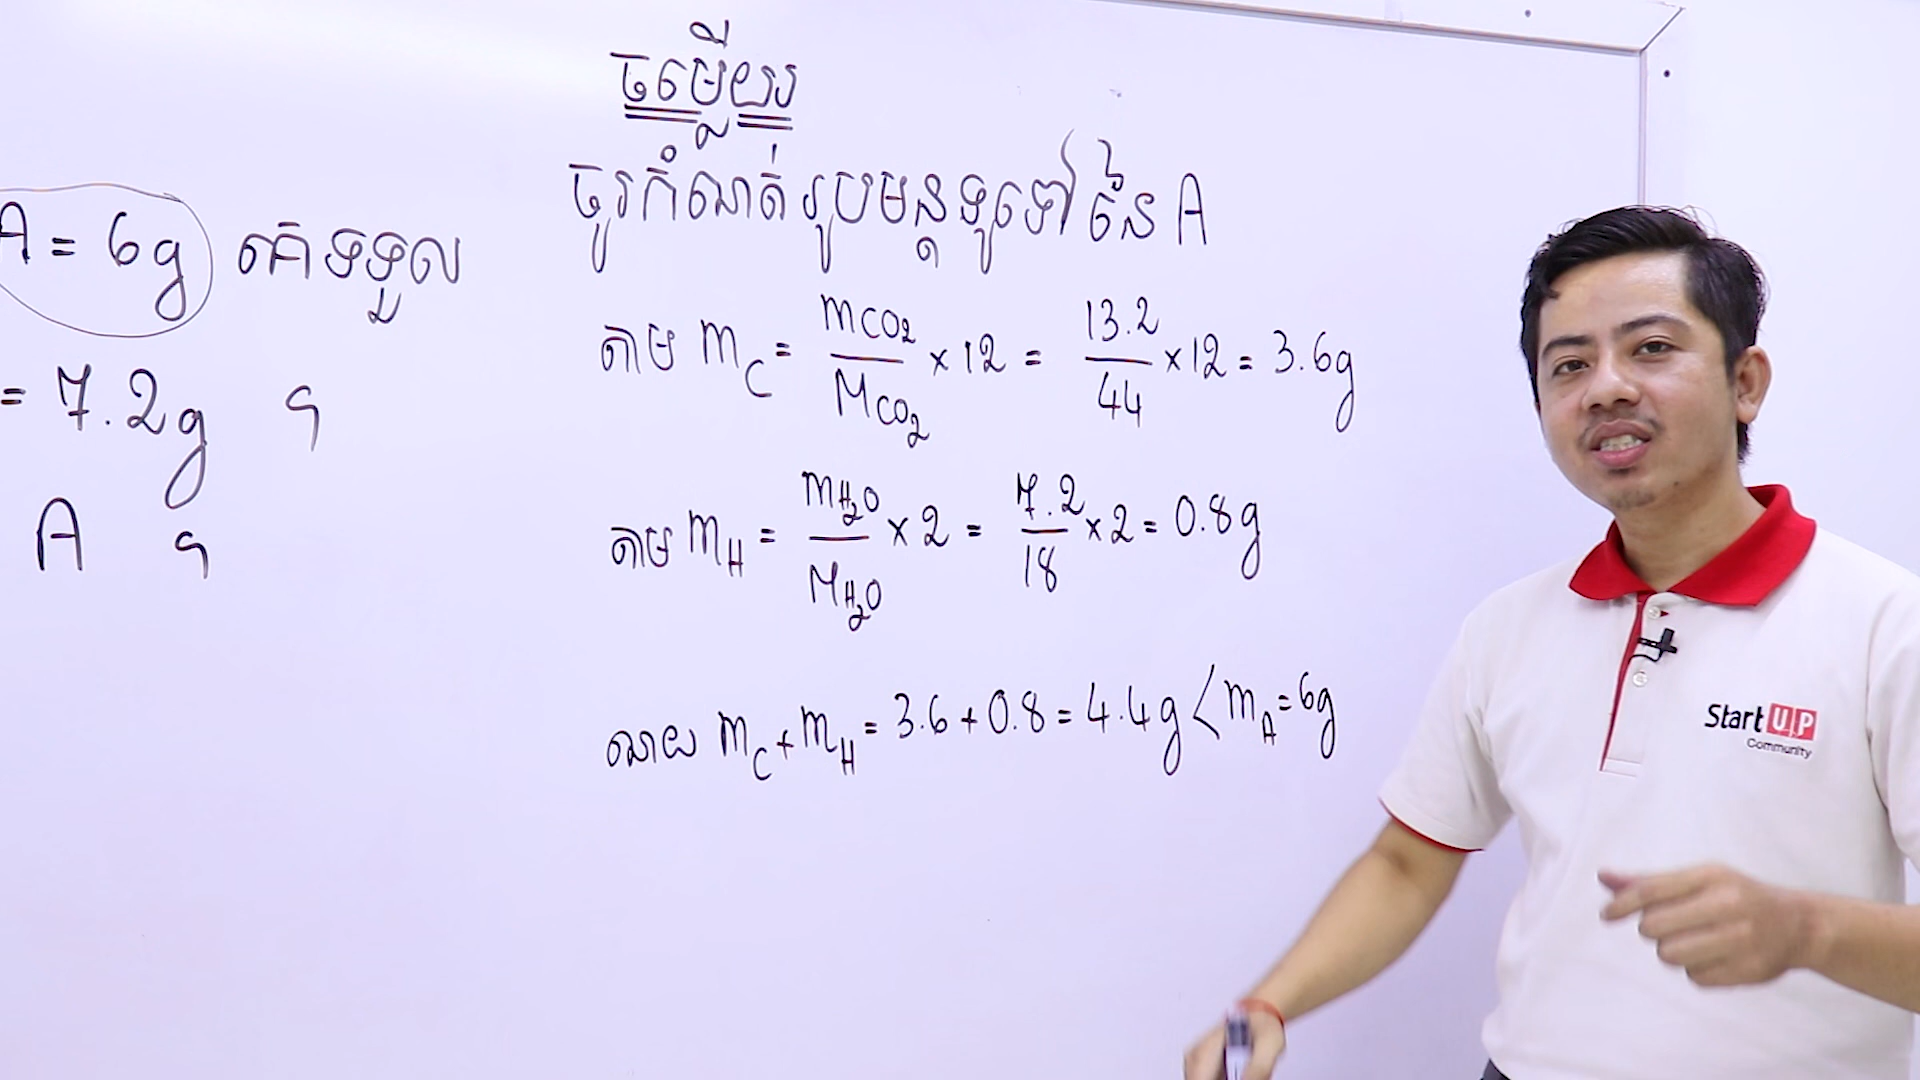 A = 6g គេទទួល
= 7.2g ។
A ។
ចម្លើយ
ចូរកំណត់រូបមន្តទូទៅនៃ A
តាម mC = mCO₂/MCO₂ × 12 = 13.2/44 × 12 = 3.6g
តាម mH = mH₂O/MH₂O × 2 = 7.2/18 × 2 = 0.8g
ដោយ mC + mH = 3.6 + 0.8 = 4.4g < mA = 6g
StartUP
Community